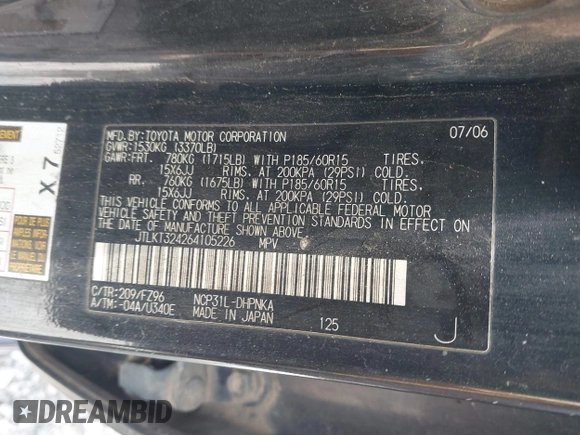 MFD.BY:TOYOTA MOTOR CORPORATION 07/06
GVWR:1530KG (3370LB)
GAWR:FRT. 780KG (1715LB) WITH P185/60R15 TIRES,
15X6JJ RIMS, AT 200KPA (29PSI) COLD.
RR. 760KG (1675LB) WITH P185/60R15 TIRES,
15X6JJ RIMS, AT 200KPA (29PSI) COLD.
THIS VEHICLE CONFORMS TO ALL APPLICABLE FEDERAL MOTOR
VEHICLE SAFETY AND THEFT PREVENTION STANDARDS IN EFFECT ON
THE DATE OF MANUFACTURE SHOWN ABOVE.
JTLKT324264105226 MPV
C/TR:209/FZ96 NCP31L-DHPNKA
A/TM:-04A/U340E MADE IN JAPAN 125
J
X 7
DREAMBID